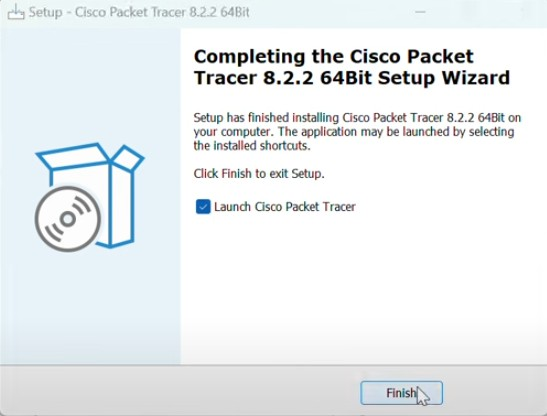 Setup - Cisco Packet Tracer 8.2.2 64Bit
Completing the Cisco Packet
Tracer 8.2.2 64Bit Setup Wizard
Setup has finished installing Cisco Packet Tracer 8.2.2 64Bit on
your computer. The application may be launched by selecting
the installed shortcuts.
Click Finish to exit Setup.
Launch Cisco Packet Tracer
Finish